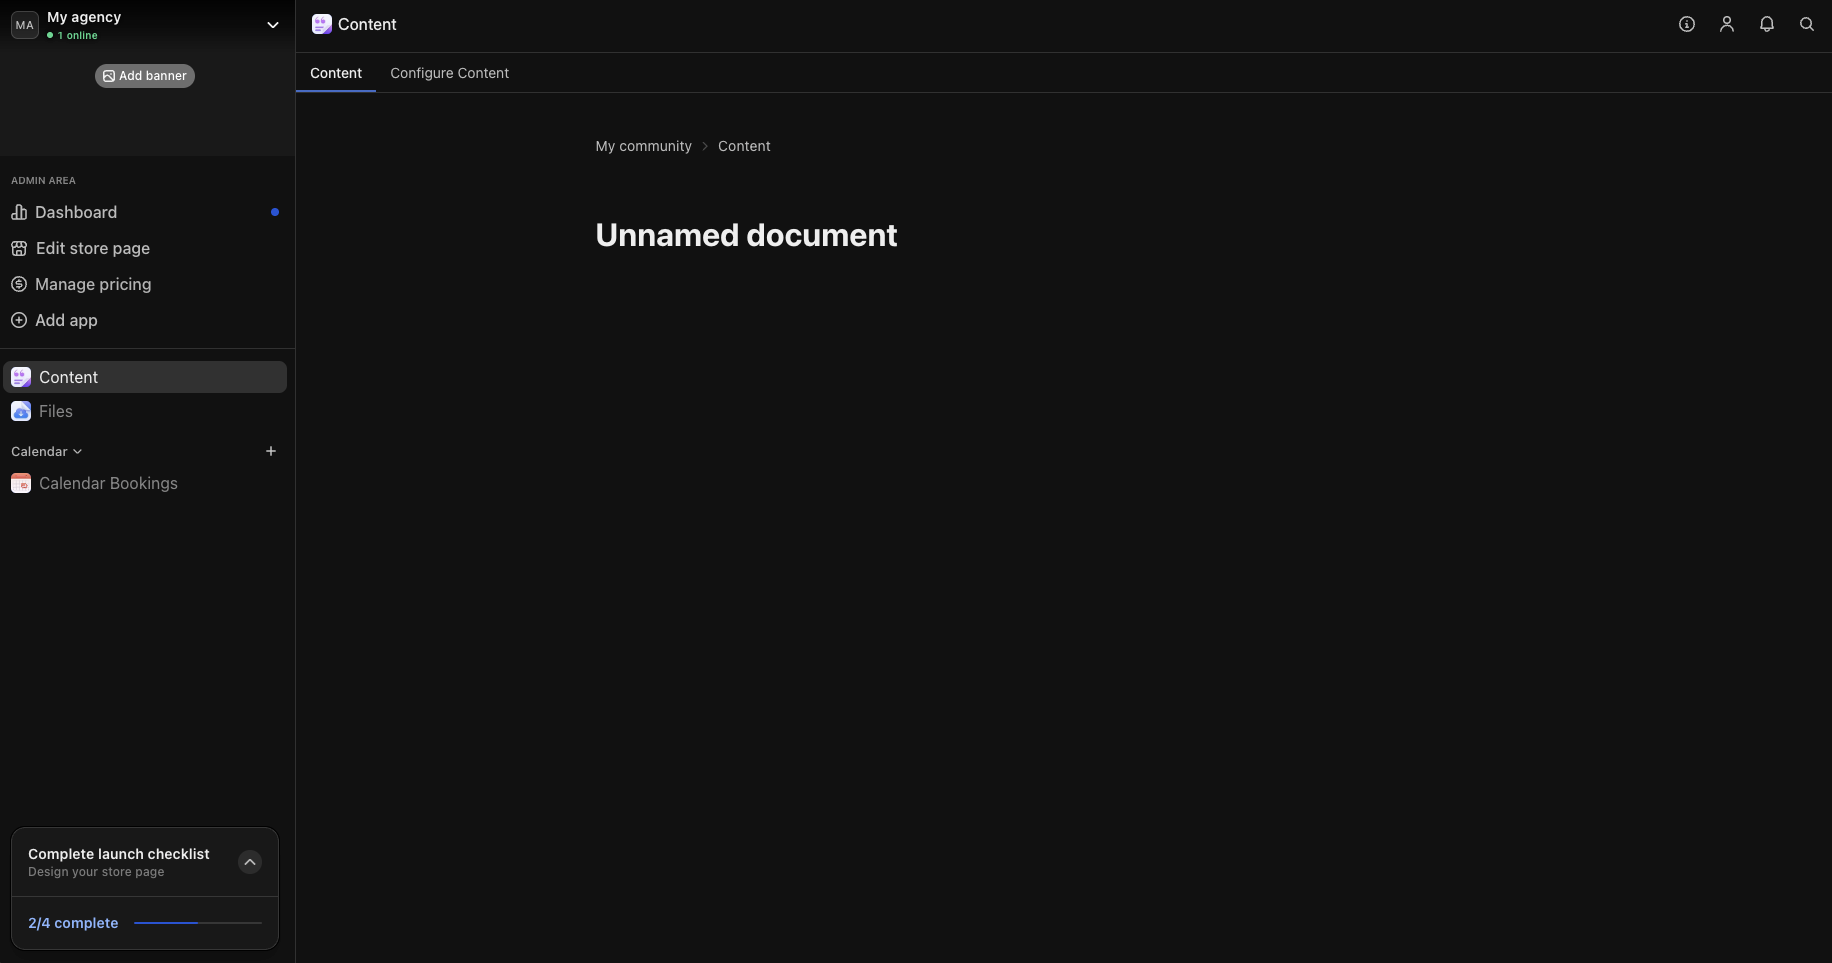 MA
My agency
1 online
Add banner
ADMIN AREA
Dashboard
Edit store page
Manage pricing
Add app
Content
Files
Calendar
Calendar Bookings
Complete launch checklist
Design your store page
2/4 complete
Content
Content
Configure Content
My community
Content
Unnamed document